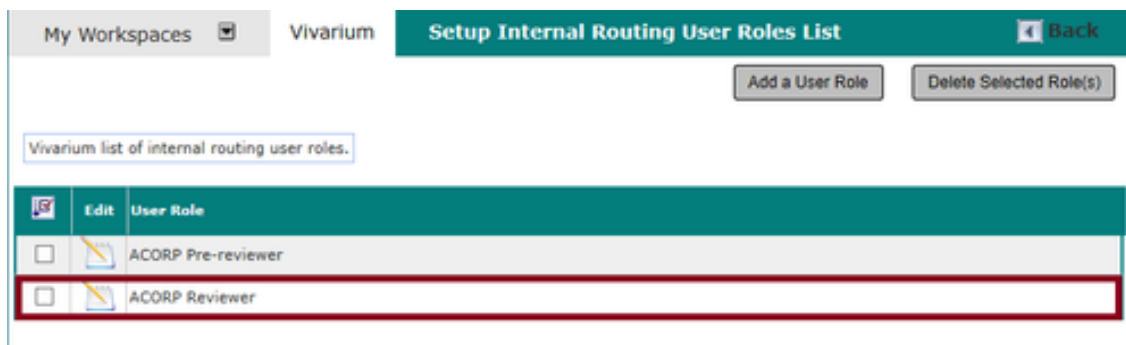 My Workspaces Vivarium Setup Internal Routing User Roles List Back
Add a User Role Delete Selected Role(s)
Vivarium list of internal routing user roles.
Edit User Role
ACORP Pre-reviewer
ACORP Reviewer